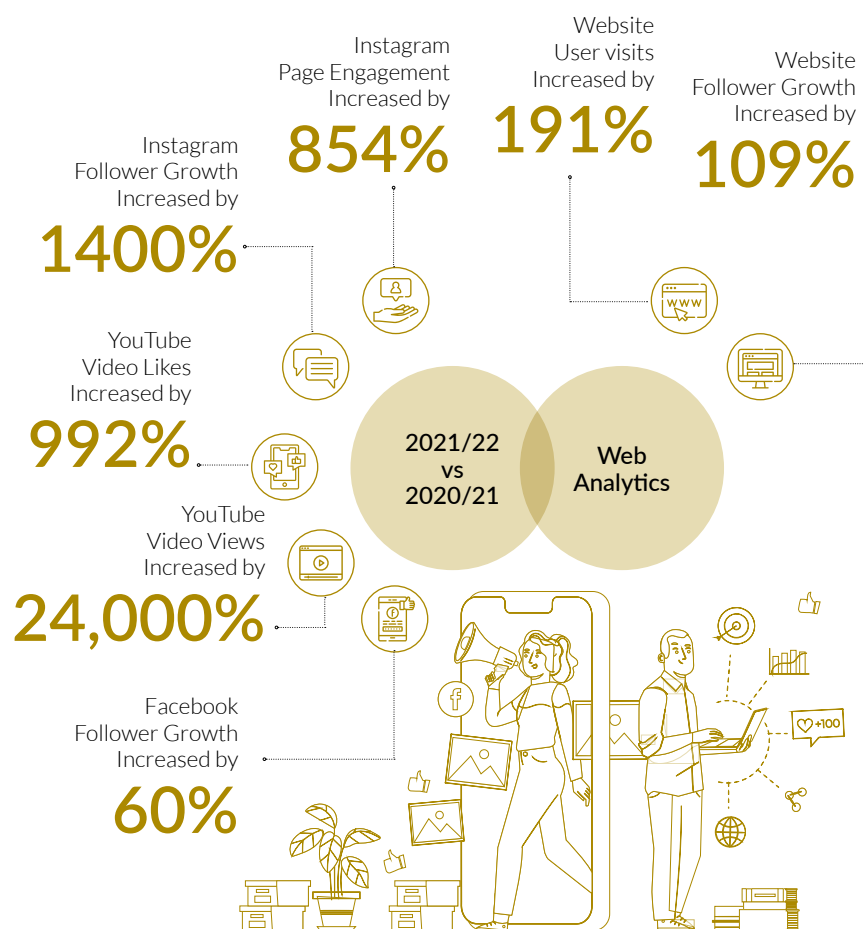 Instagram
Page Engagement
Increased by
854%
Website
User visits
Increased by
191%
Website
Follower Growth
Increased by
109%
Instagram
Follower Growth
Increased by
1400%
WWW
YouTube
Video Likes
Increased by
992%
2021/22
vs
2020/21
Web
Analytics
YouTube
Video Views
Increased by
24,000%
Facebook
Follower Growth
Increased by
60%
f
f
+100